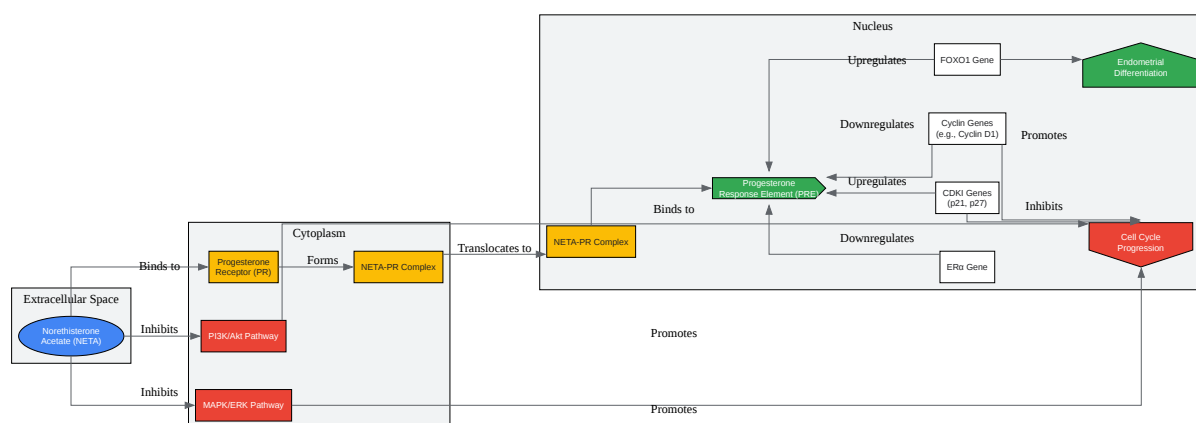 Nucleus
Upregulates
FOXO1 Gene
Endometrial
Differentiation
Downregulates
Cyclin Genes
(e.g., Cyclin D1)
Promotes
Progesterone
Response Element (PRE)
Upregulates
CDKI Genes
(p21, p27)
Binds to
Inhibits
Cytoplasm
NETA-PR Complex
Downregulates
Cell Cycle
Progression
Translocates to
Binds to
Progesterone
Receptor (PR)
Forms
NETA-PR Complex
ERα Gene
Extracellular Space
Norethisterone
Acetate (NETA)
Inhibits
PI3K/Akt Pathway
Promotes
Inhibits
MAPK/ERK Pathway
Promotes